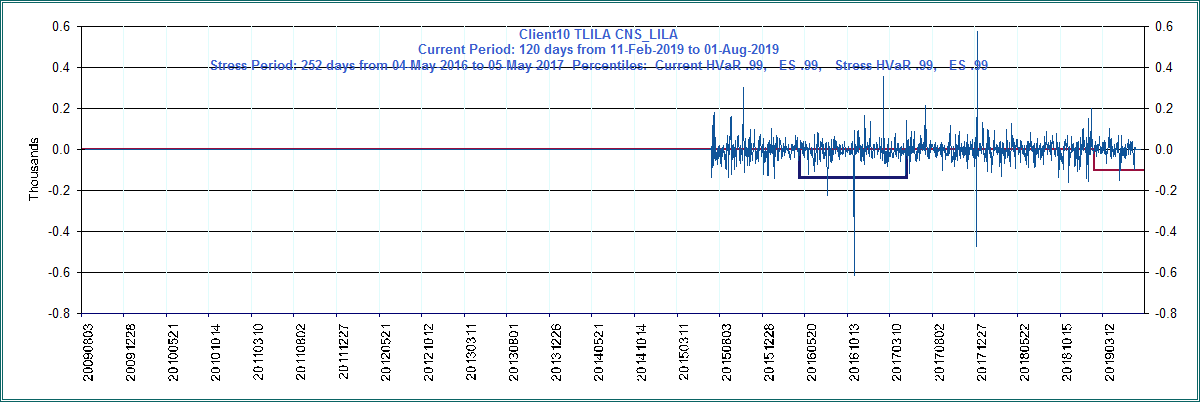 Client10 TLILA CNS_LILA
Current Period: 120 days from 11-Feb-2019 to 01-Aug-2019
Stress Period: 252 days from 04 May 2016 to 05 May 2017 Percentiles: Current HVaR .99, ES .99, Stress HVaR .99, ES .99
0.6 0.6
0.4 0.4
0.2 0.2
0.0 0.0
-0.2 -0.2
-0.4 -0.4
-0.6 -0.6
-0.8 -0.8
Thousands
20090803 20091228 20100521 20101014 20110310 20110802 20111227 20120521 20121012 20130311 20130801 20131226 20140521 20141014 20150311 20150803 20151228 20160520 20161013 20170310 20170802 20171227 20180522 20181015 20190312